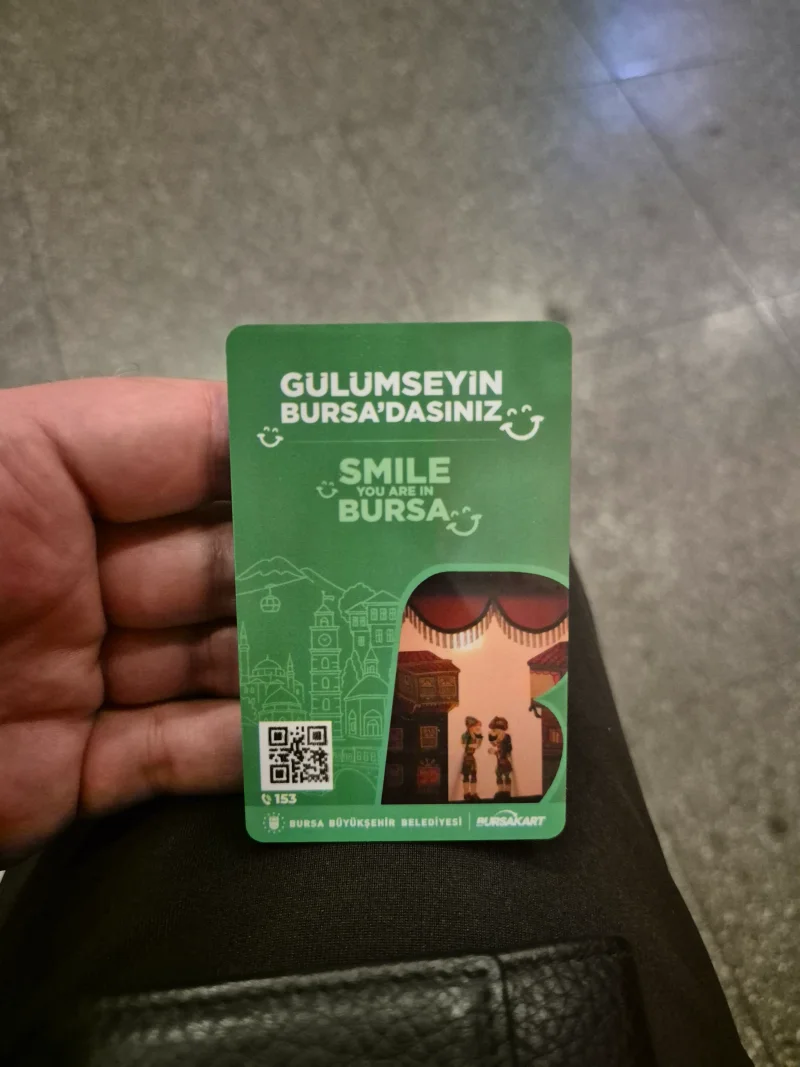 GÜLÜMSEYİN
BURSA'DASINIZ
SMILE
YOU ARE IN
BURSA
153
BURSA BÜYÜKŞEHİR BELEDİYESİ
BURSAKART